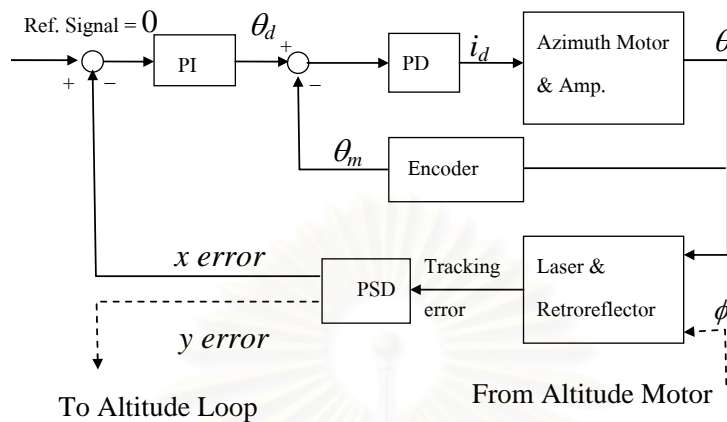 Ref. Signal = 0
θd
id
θ
+
−
PI
+
−
PD
Azimuth Motor
& Amp.
θm
Encoder
x error
PSD
Tracking
error
Laser &
Retroreflector
ϕ
y error
To Altitude Loop
From Altitude Motor